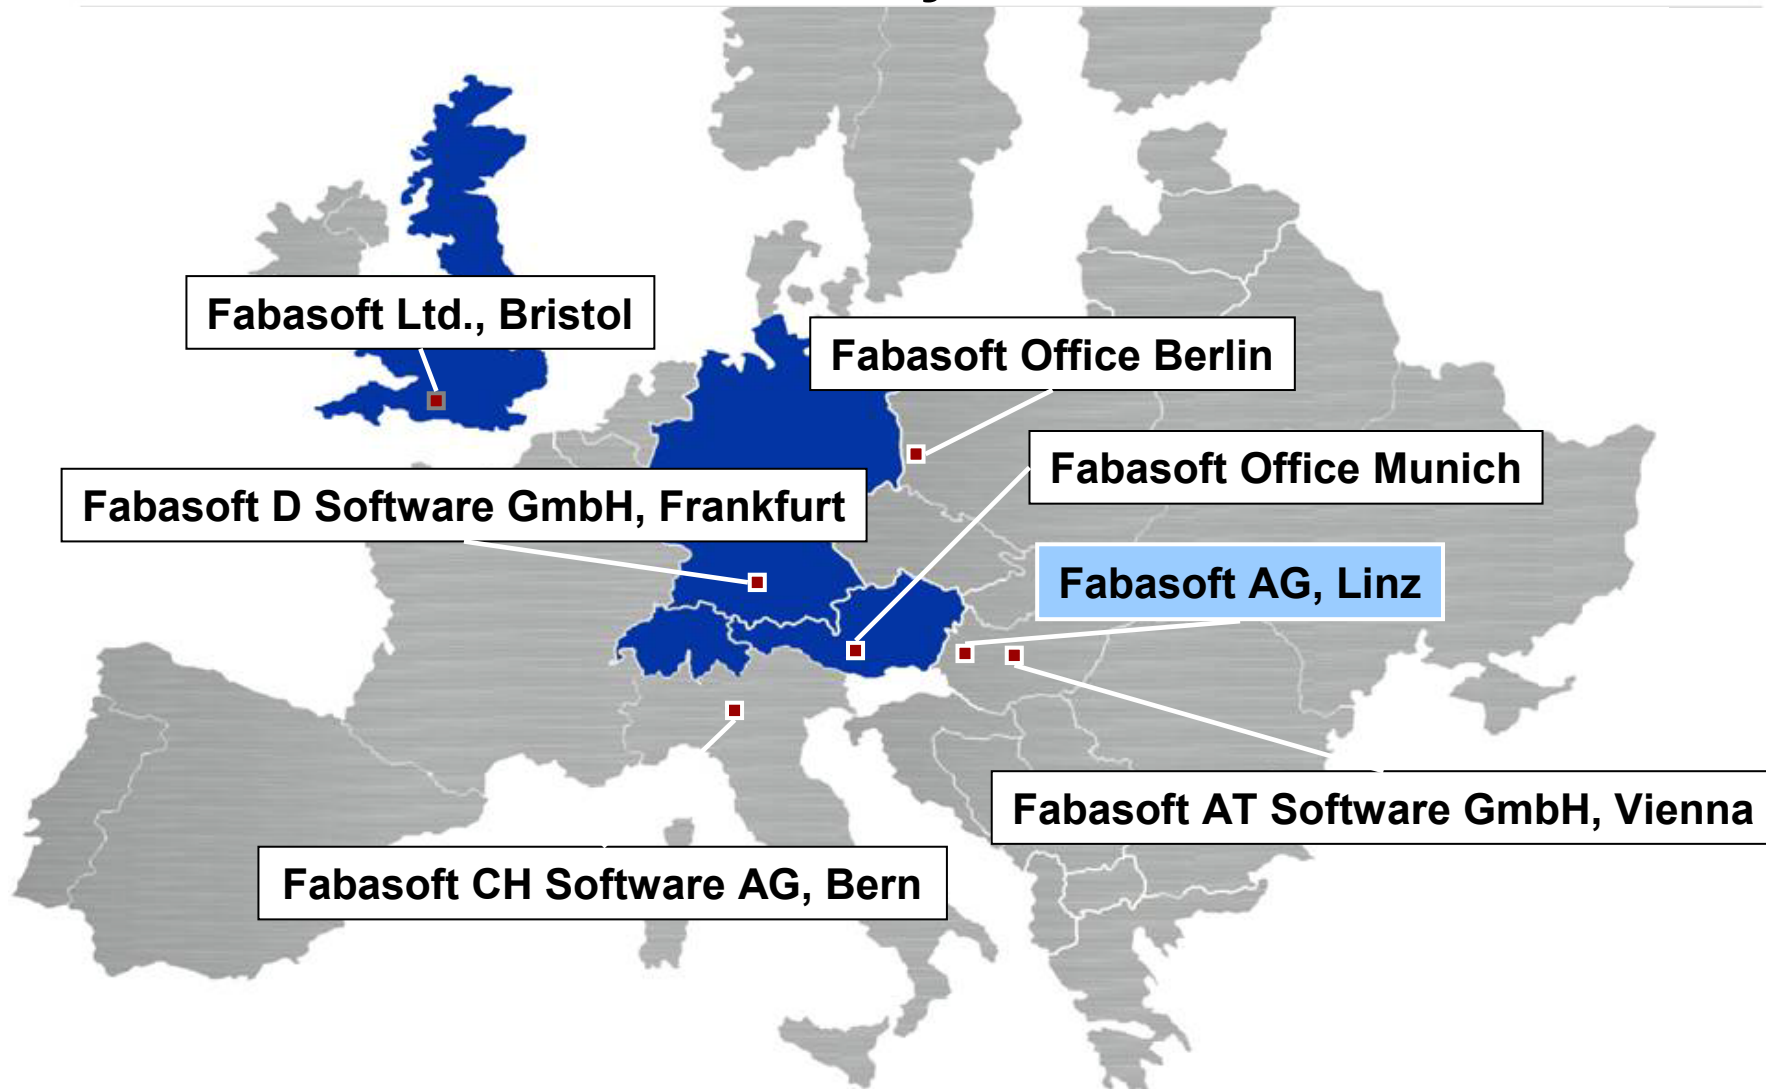 Fabasoft Ltd., Bristol
Fabasoft Office Berlin
Fabasoft Office Munich
Fabasoft D Software GmbH, Frankfurt
Fabasoft AG, Linz
Fabasoft AT Software GmbH, Vienna
Fabasoft CH Software AG, Bern